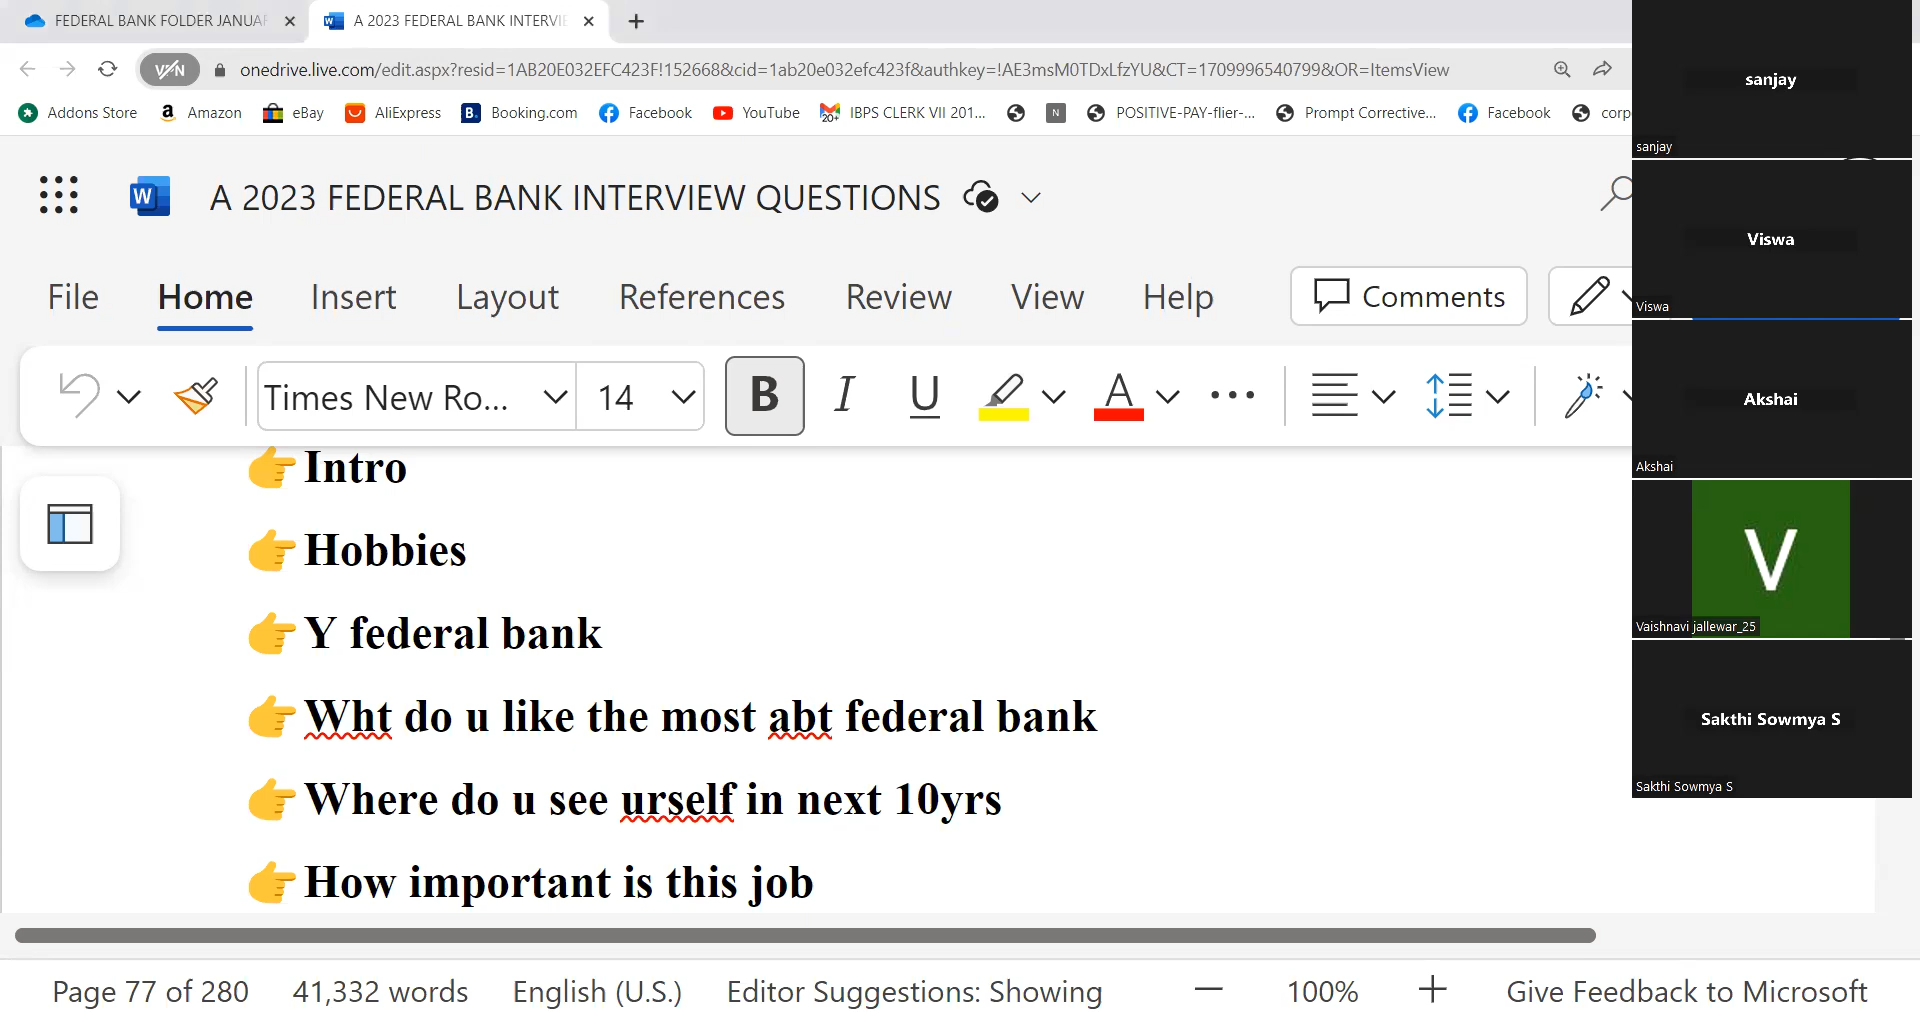 FEDERAL BANK FOLDER JANUAR
A 2023 FEDERAL BANK INTERVIE
VPN
onedrive.live.com/edit.aspx?resid=1AB20E032EFC423F!152668&cid=1ab20e032efc423f&authkey=!AE3msM0TDxLfzYU&CT=1709996540799&OR=ItemsView
Addons Store
Amazon
eBay
AliExpress
Booking.com
Facebook
YouTube
IBPS CLERK VII 201...
POSITIVE-PAY-flier-...
Prompt Corrective...
Facebook
corp
A 2023 FEDERAL BANK INTERVIEW QUESTIONS
File Home Insert Layout References Review View Help Comments
Times New Ro... 14 B I U A
👉Intro
👉Hobbies
👉Y federal bank
👉Wht do u like the most abt federal bank
👉Where do u see urself in next 10yrs
👉How important is this job
Page 77 of 280 41,332 words English (U.S.) Editor Suggestions: Showing — 100% + Give Feedback to Microsoft
sanjay
sanjay
Viswa
Viswa
Akshai
Akshai
V
Vaishnavi jallewar_25
Sakthi Sowmya S
Sakthi Sowmya S